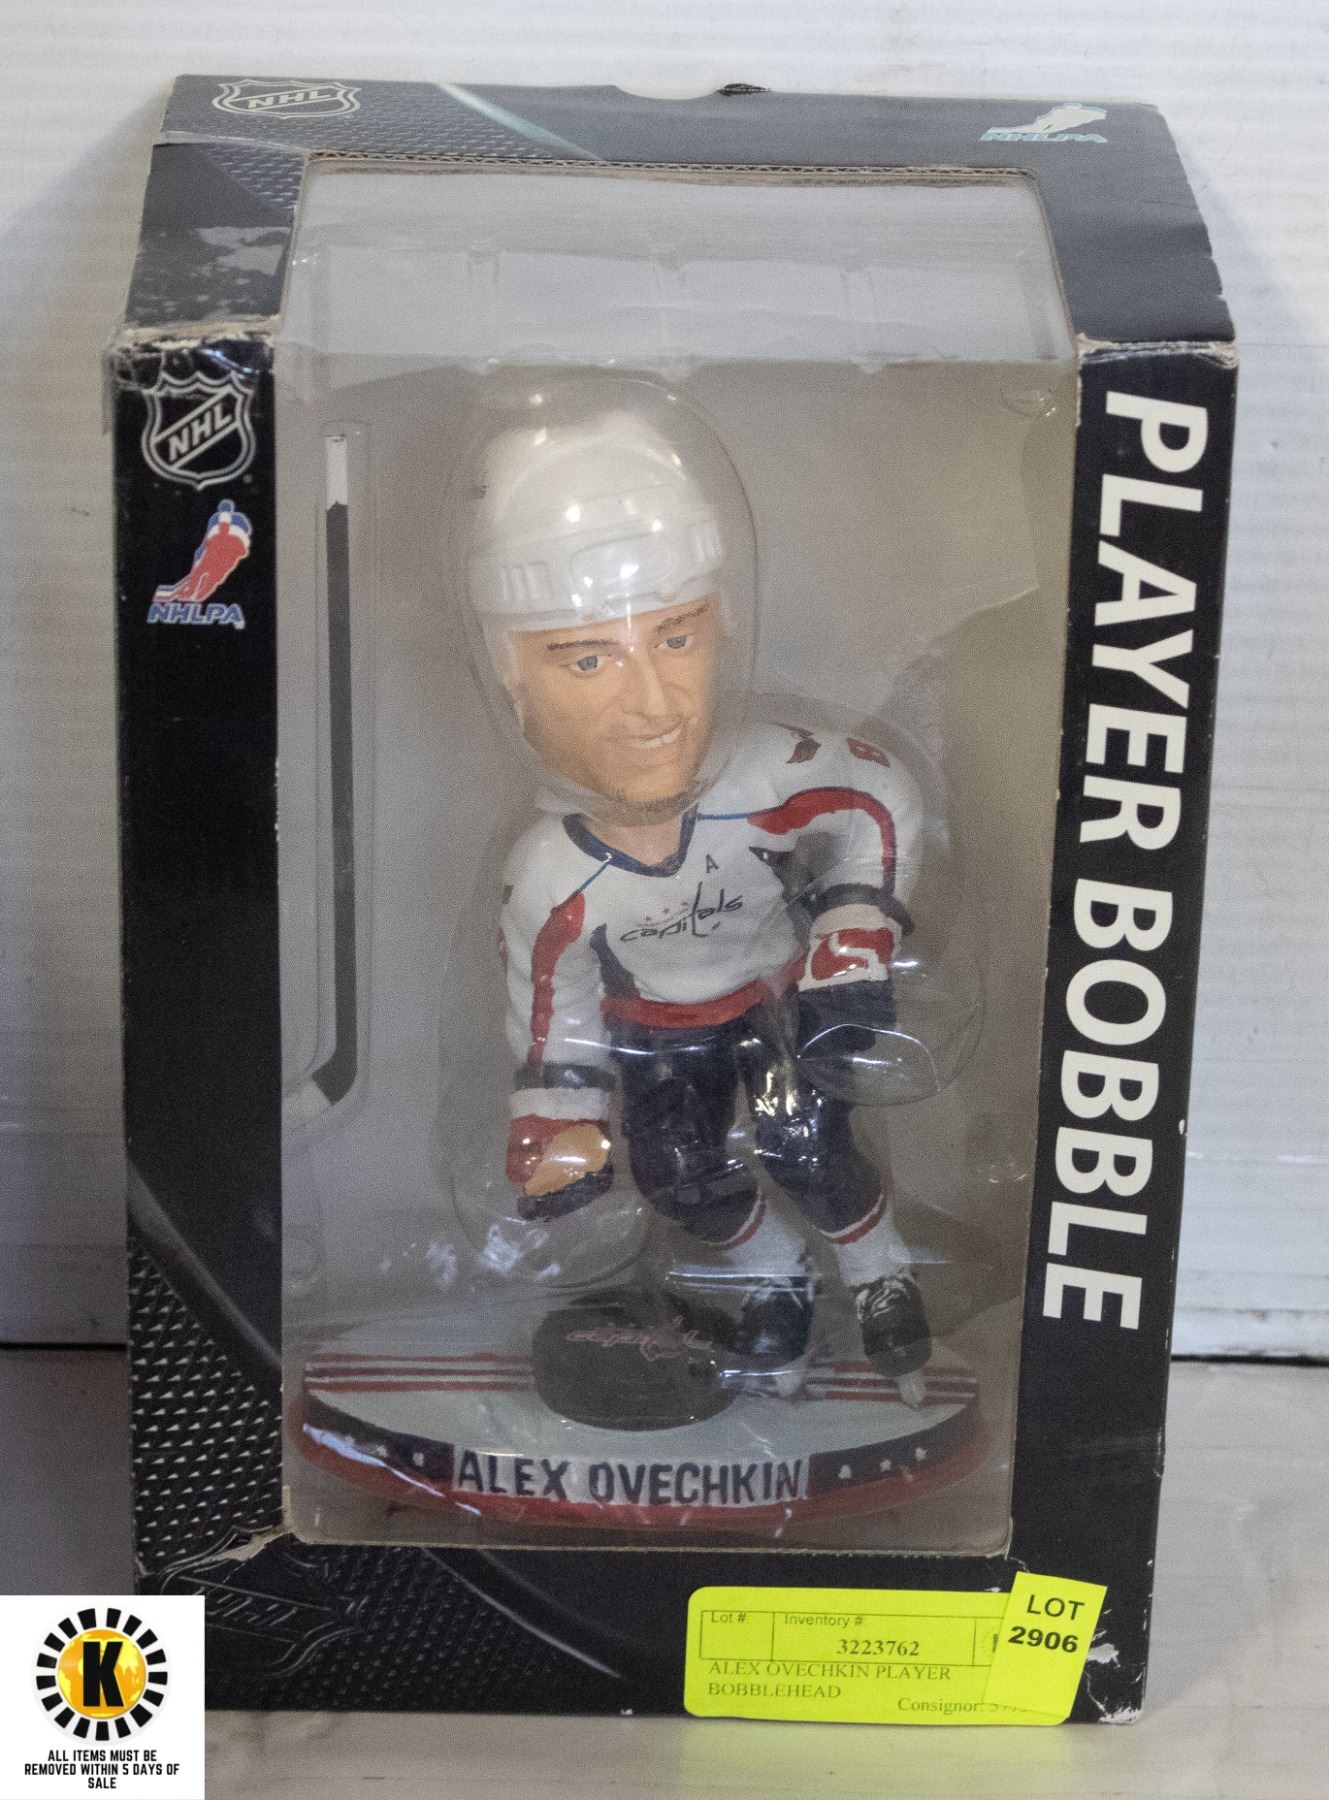 NHL
NHLPA
NHL
NHLPA
PLAYER BOBBLE
A
capitals
ALEX OVECHKIN
Lot #:
Inventory #:
3223762
LOT
2906
ALEX OVECHKIN PLAYER
BOBBLEHEAD
Consignor:
K
ALL ITEMS MUST BE
REMOVED WITHIN 5 DAYS OF
SALE